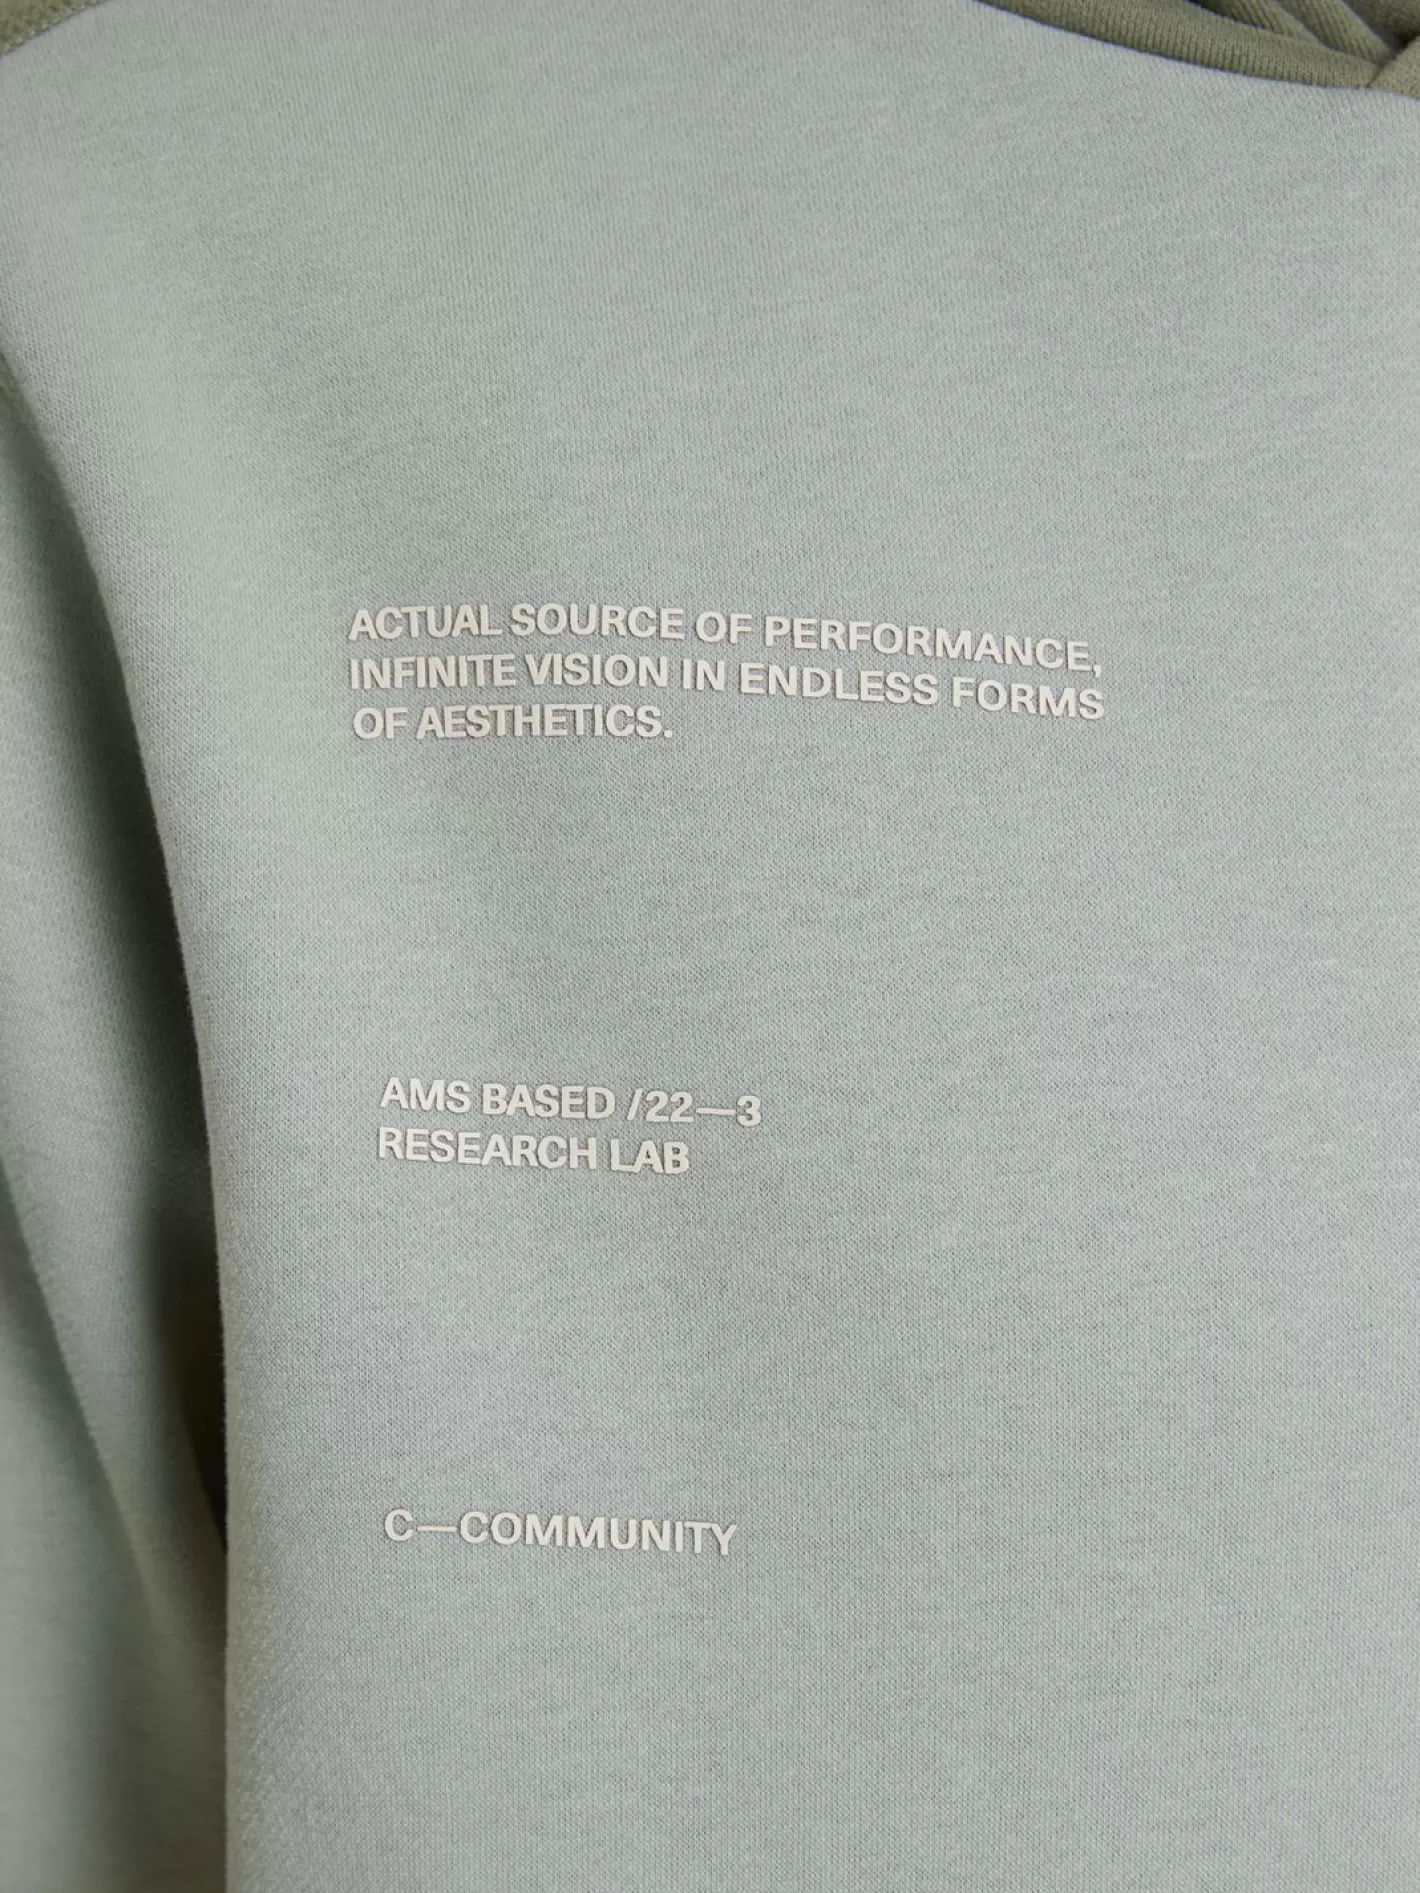 ACTUAL SOURCE OF PERFORMANCE,
INFINITE VISION IN ENDLESS FORMS
OF AESTHETICS.
AMS BASED /22—3
RESEARCH LAB
C—COMMUNITY